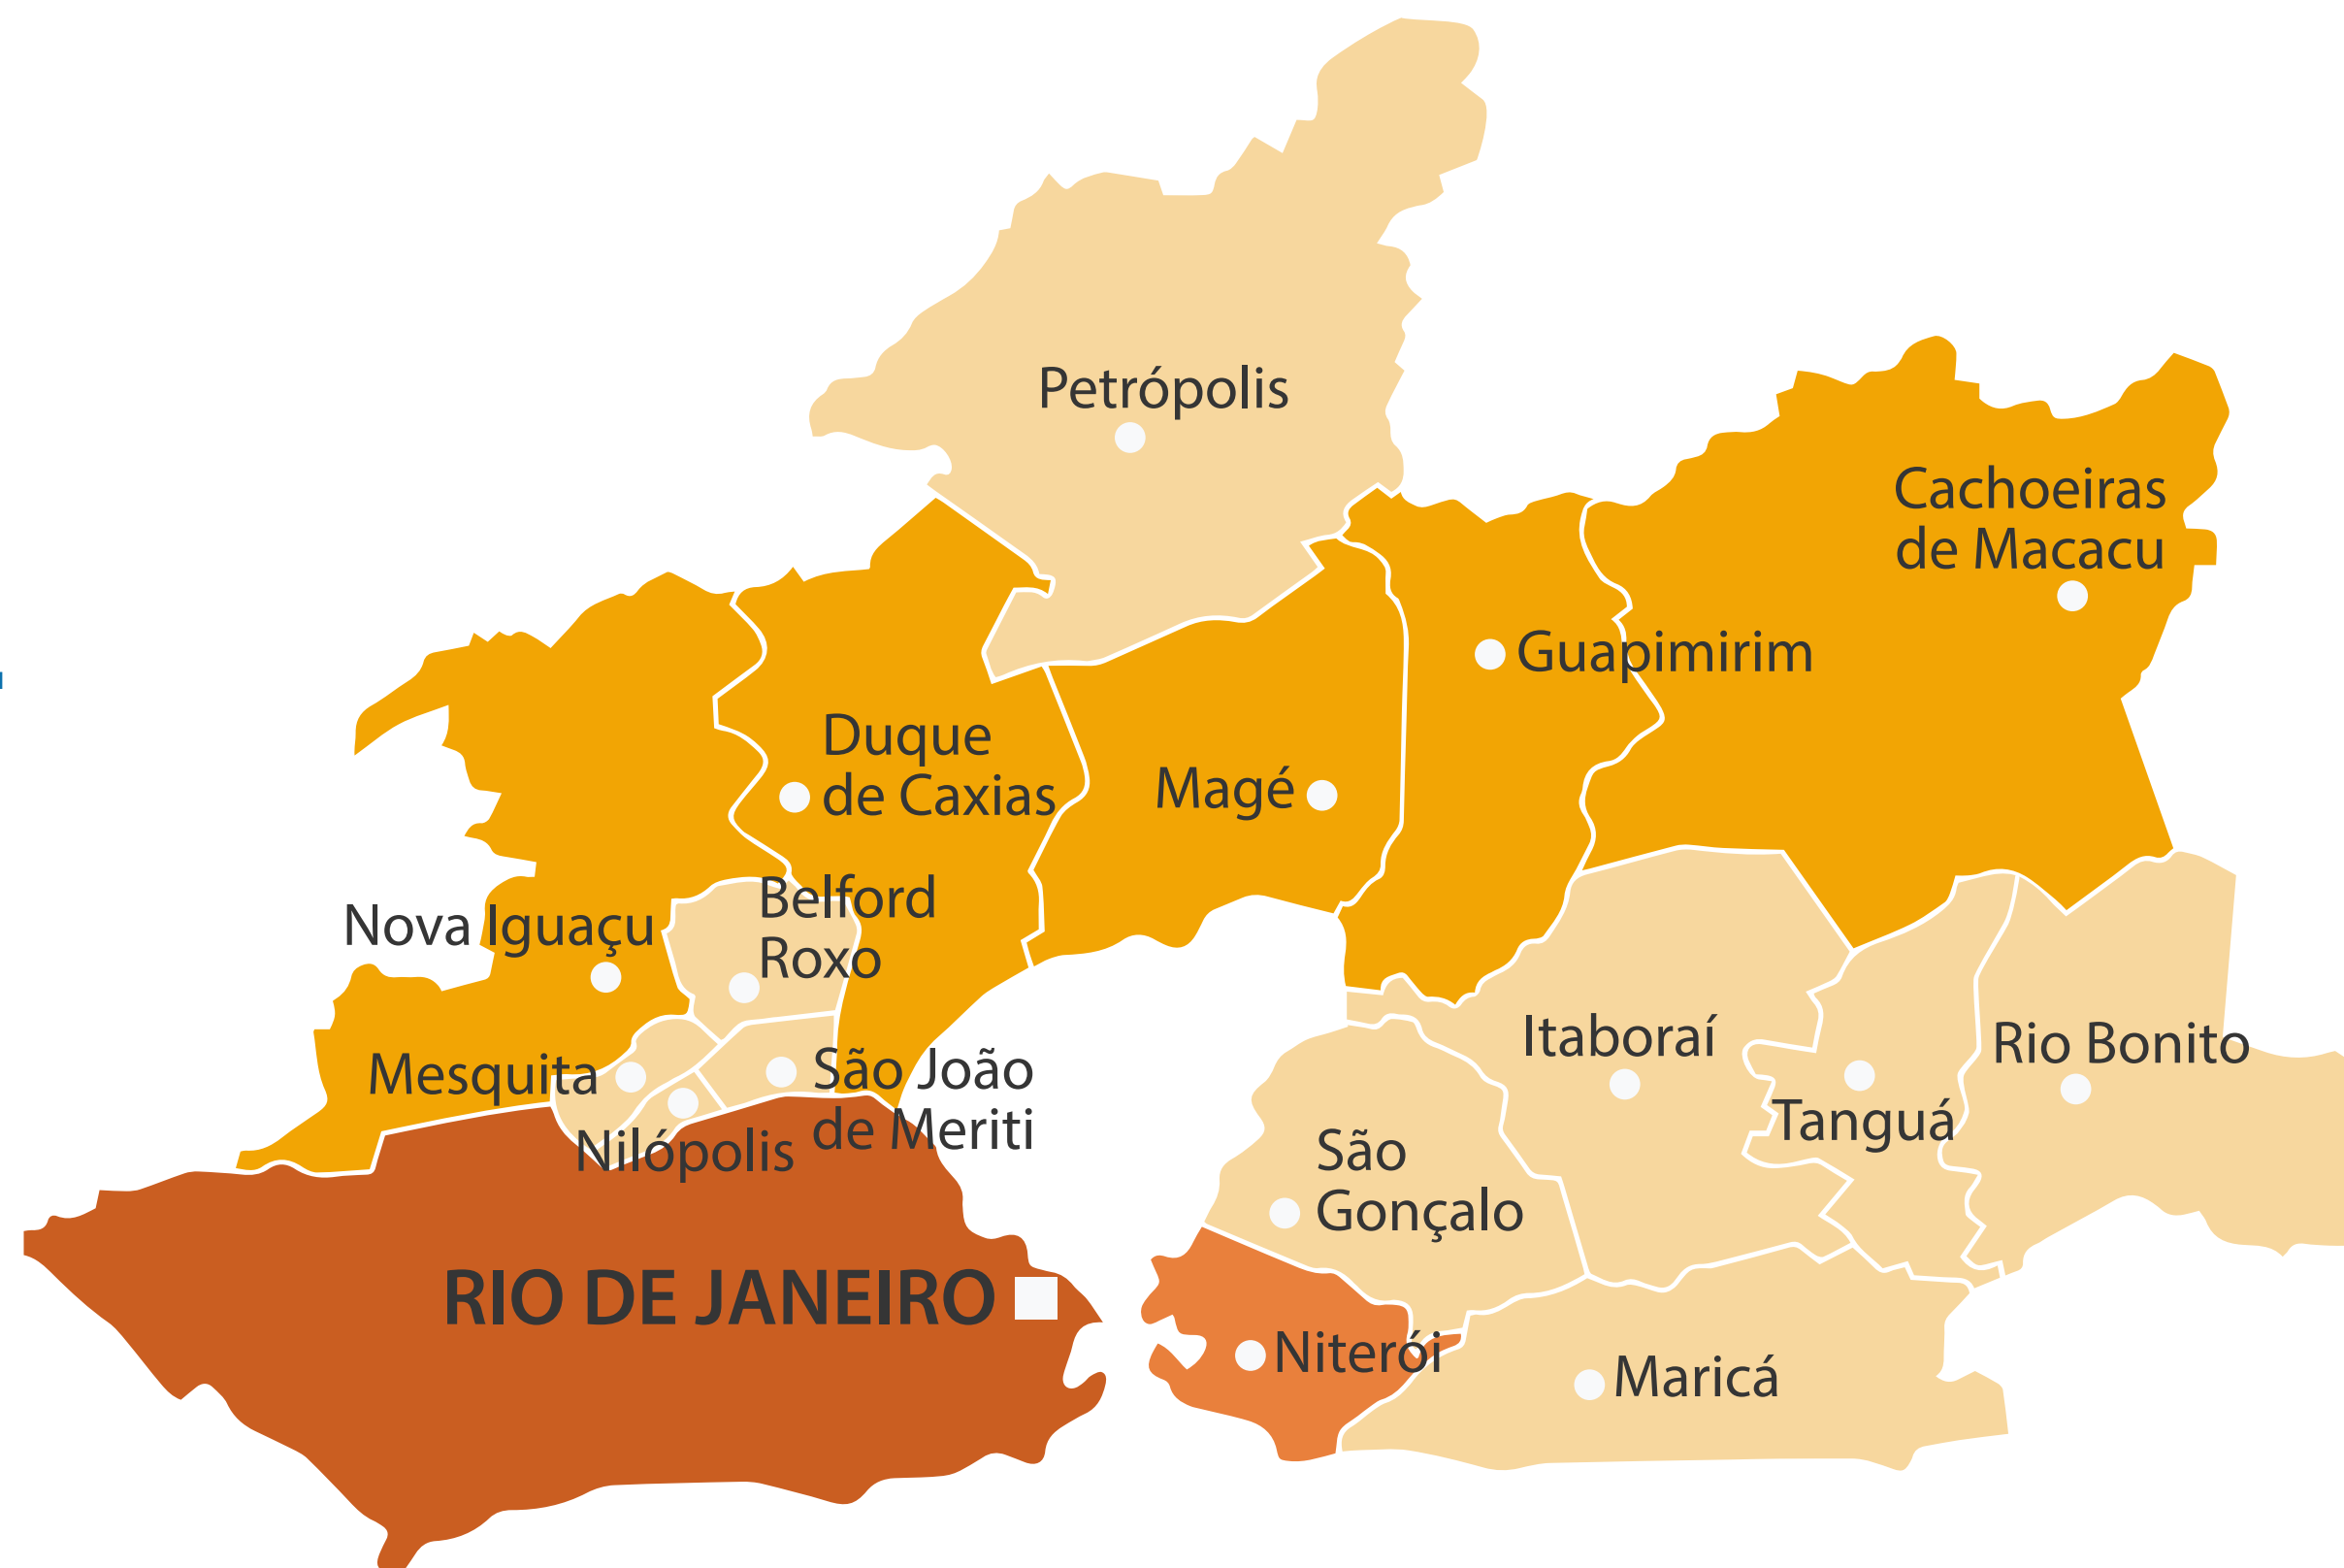 Petrópolis
Cachoeiras
de Macacu
Guapimirim
Duque
de Caxias
Magé
Belford
Roxo
Nova Iguaçu
Itaboraí
Rio Bonito
Mesquita
São João
de Meriti
Tanguá
Nilópolis
São
Gonçalo
RIO DE JANEIRO
Niterói
Maricá